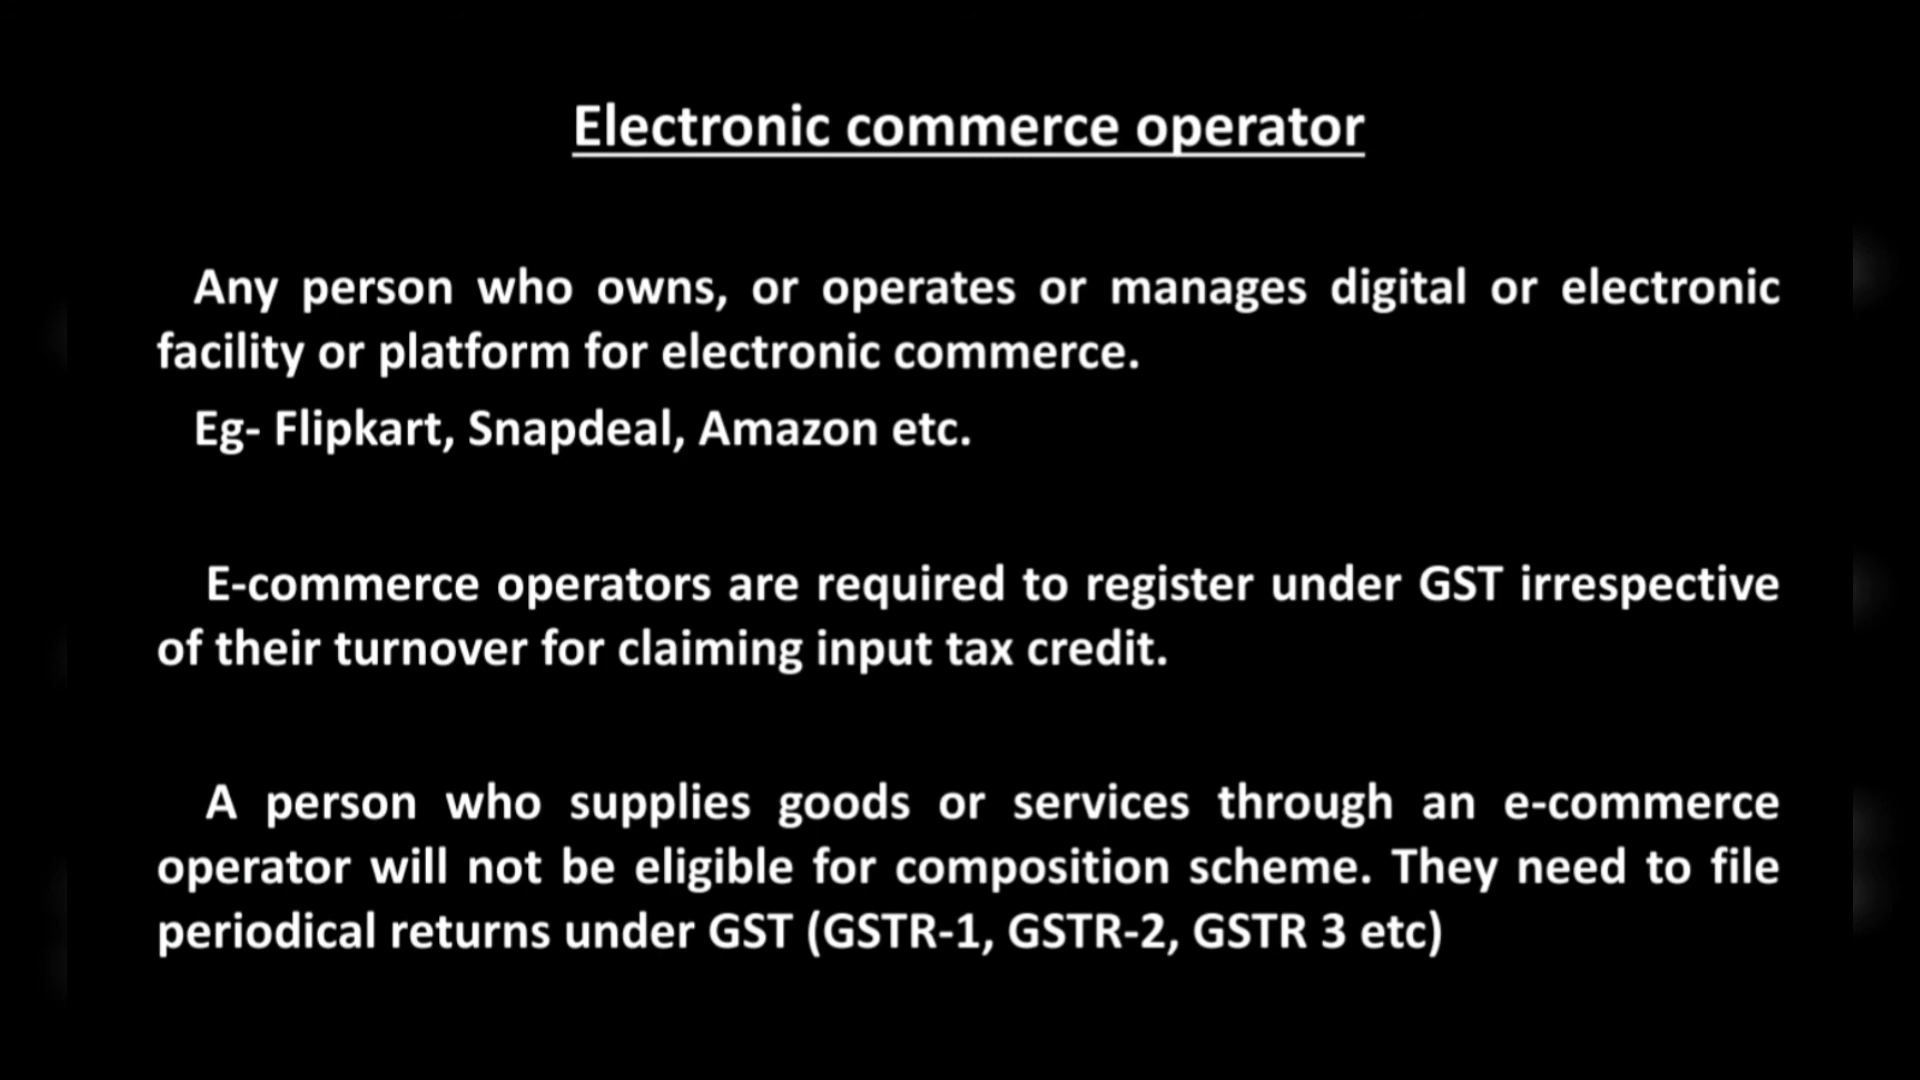 Electronic commerce operator
Any person who owns, or operates or manages digital or electronic
facility or platform for electronic commerce.
Eg- Flipkart, Snapdeal, Amazon etc.
E-commerce operators are required to register under GST irrespective
of their turnover for claiming input tax credit.
A person who supplies goods or services through an e-commerce
operator will not be eligible for composition scheme. They need to file
periodical returns under GST (GSTR-1, GSTR-2, GSTR 3 etc)